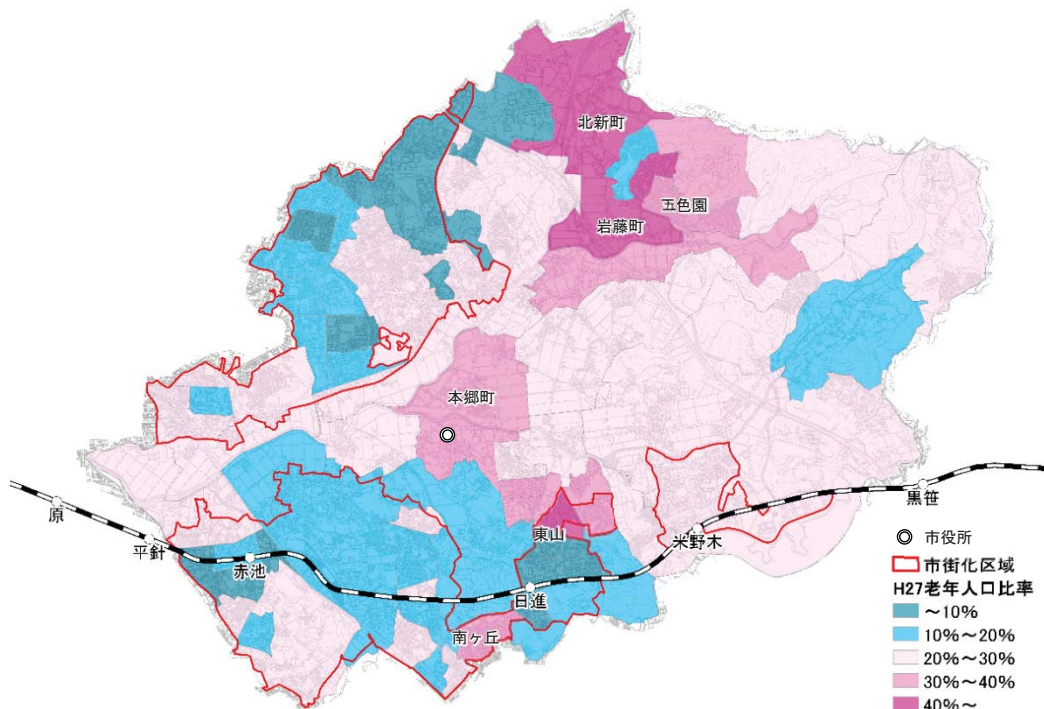 北新町
五色園
岩藤町
本郷町
東山
南ヶ丘
原
平針
赤池
日進
米野木
黒笹
市役所
市街化区域
H27老年人口比率
～10%
10%～20%
20%～30%
30%～40%
40%～